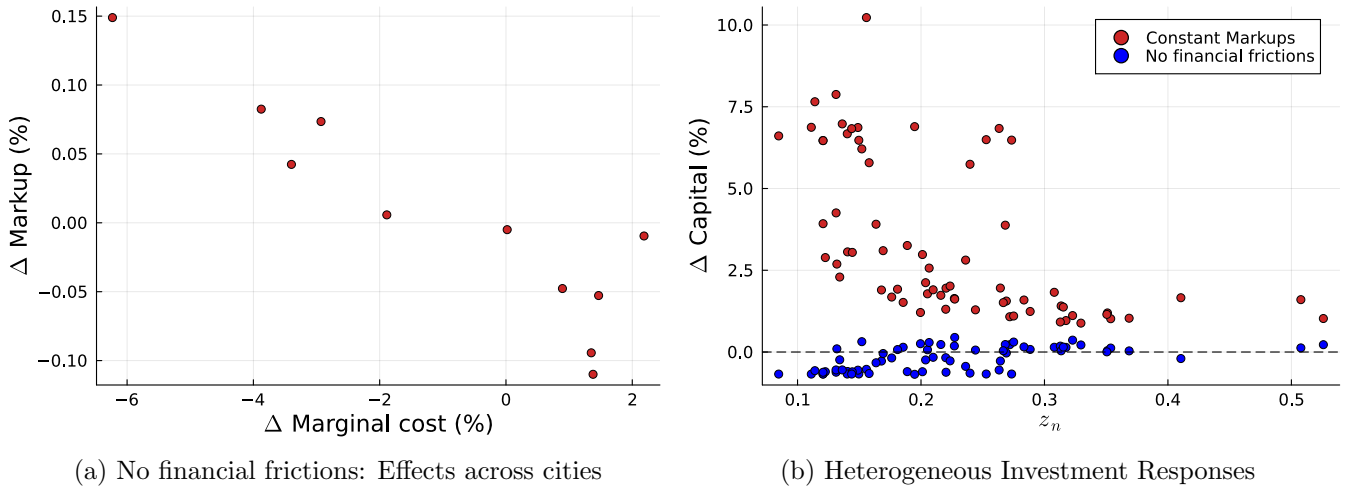 0.15
0.10
0.05
0.00
−0.05
−0.10
Δ Markup (%)
−6
−4
−2
0
2
Δ Marginal cost (%)
(a) No financial frictions: Effects across cities
10.0
7.5
5.0
2.5
0.0
Δ Capital (%)
Constant Markups
No financial frictions
0.1
0.2
0.3
0.4
0.5
z_n
(b) Heterogeneous Investment Responses